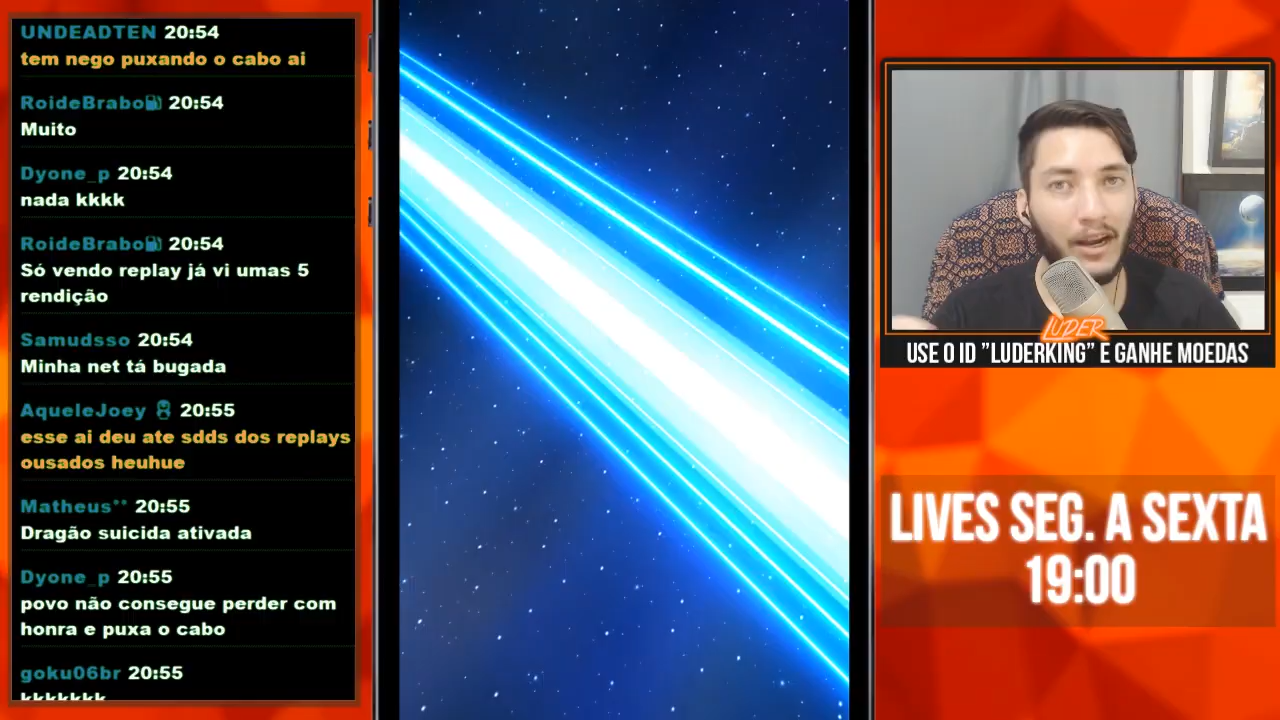 UNDEADTEN 20:54
tem nego puxando o cabo ai
RoideBrabo 20:54
Muito
Dyone_p 20:54
nada kkkk
RoideBrabo 20:54
Só vendo replay já vi umas 5
rendição
Samudsso 20:54
Minha net tá bugada
AqueleJoey 20:55
esse ai deu ate sdds dos replays
ousados heuhue
Matheus** 20:55
Dragão suicida ativada
Dyone_p 20:55
povo não consegue perder com
honra e puxa o cabo
goku06br 20:55
kkkkkkk
LUDER
USE O ID ”LUDERKING” E GANHE MOEDAS
LIVES SEG. A SEXTA
19:00